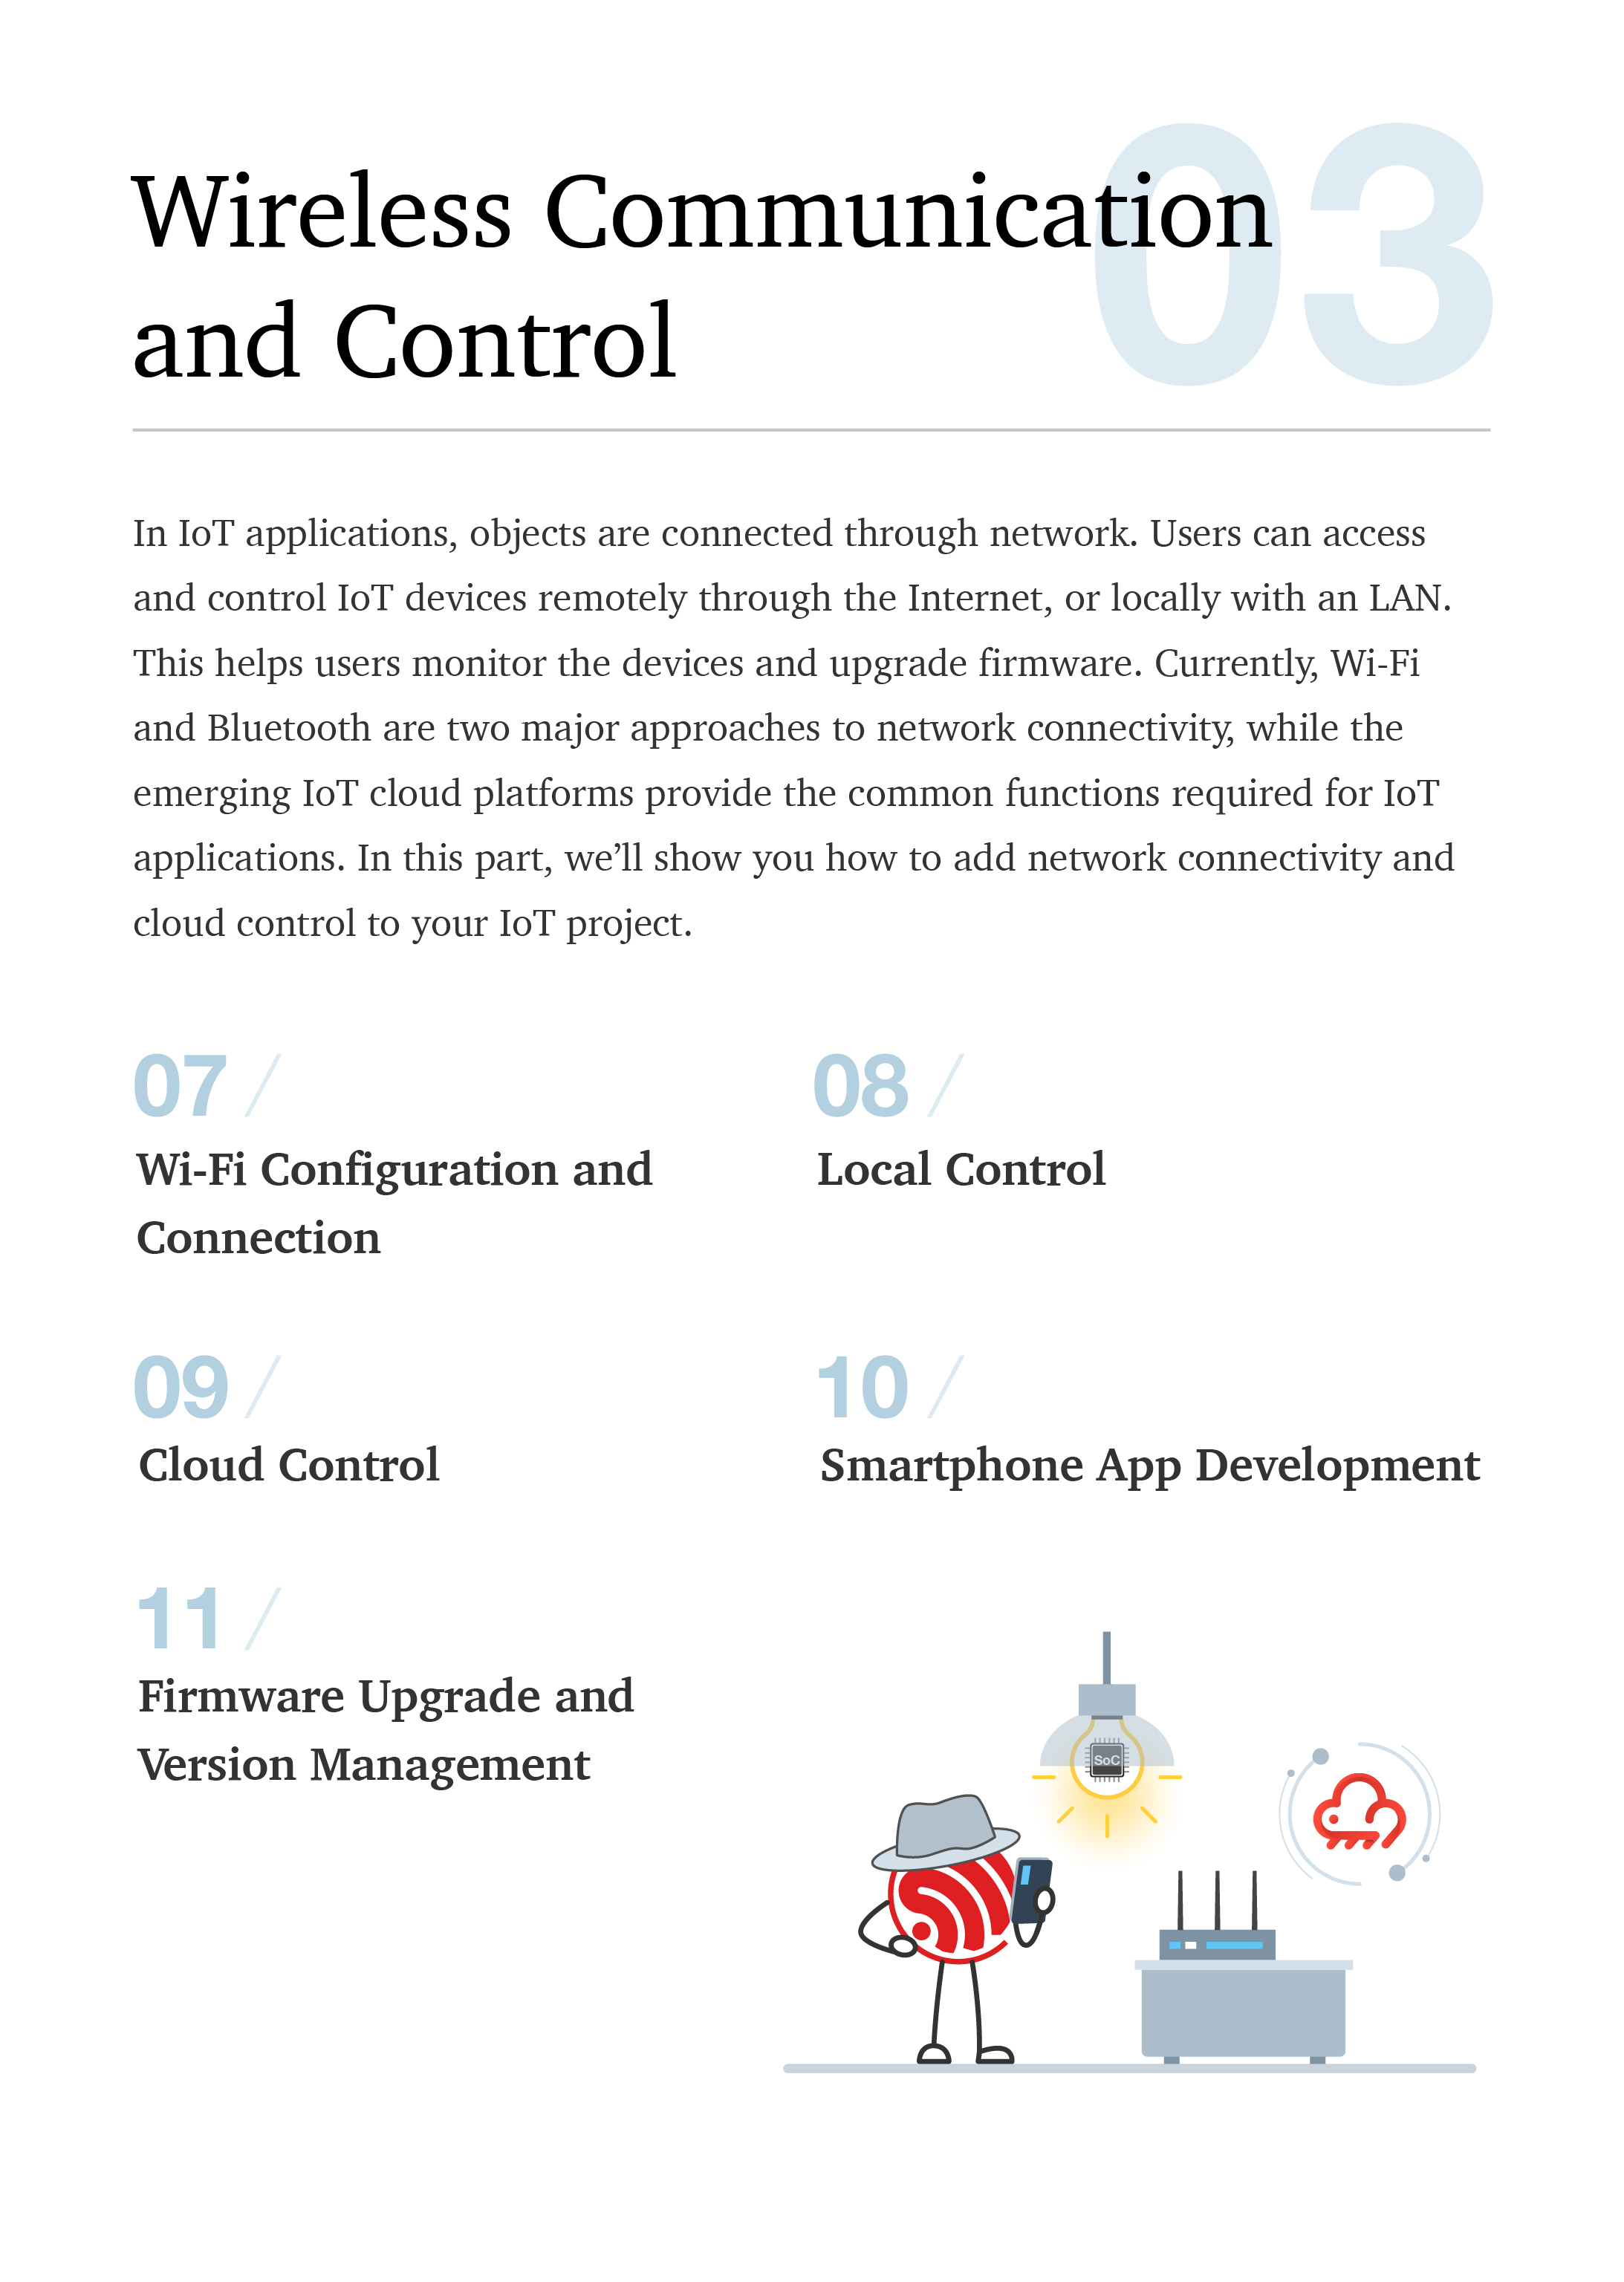 03
Wireless Communication
and Control
In IoT applications, objects are connected through network. Users can access
and control IoT devices remotely through the Internet, or locally with an LAN.
This helps users monitor the devices and upgrade firmware. Currently, Wi-Fi
and Bluetooth are two major approaches to network connectivity, while the
emerging IoT cloud platforms provide the common functions required for IoT
applications. In this part, we’ll show you how to add network connectivity and
cloud control to your IoT project.
07 /
Wi-Fi Configuration and
Connection
08 /
Local Control
09 /
Cloud Control
10 /
Smartphone App Development
11 /
Firmware Upgrade and
Version Management
SoC